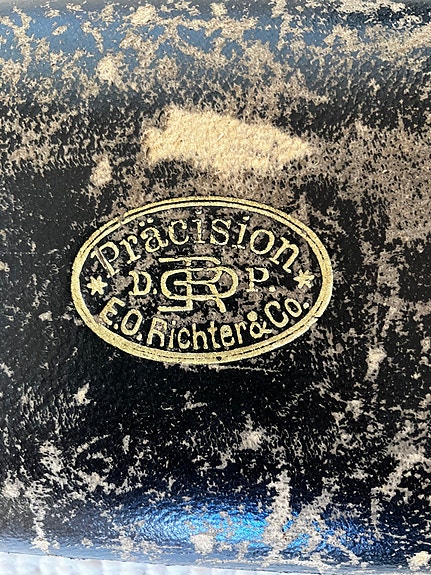 Präcision
D. R. P.
E.O. Richter & Co.